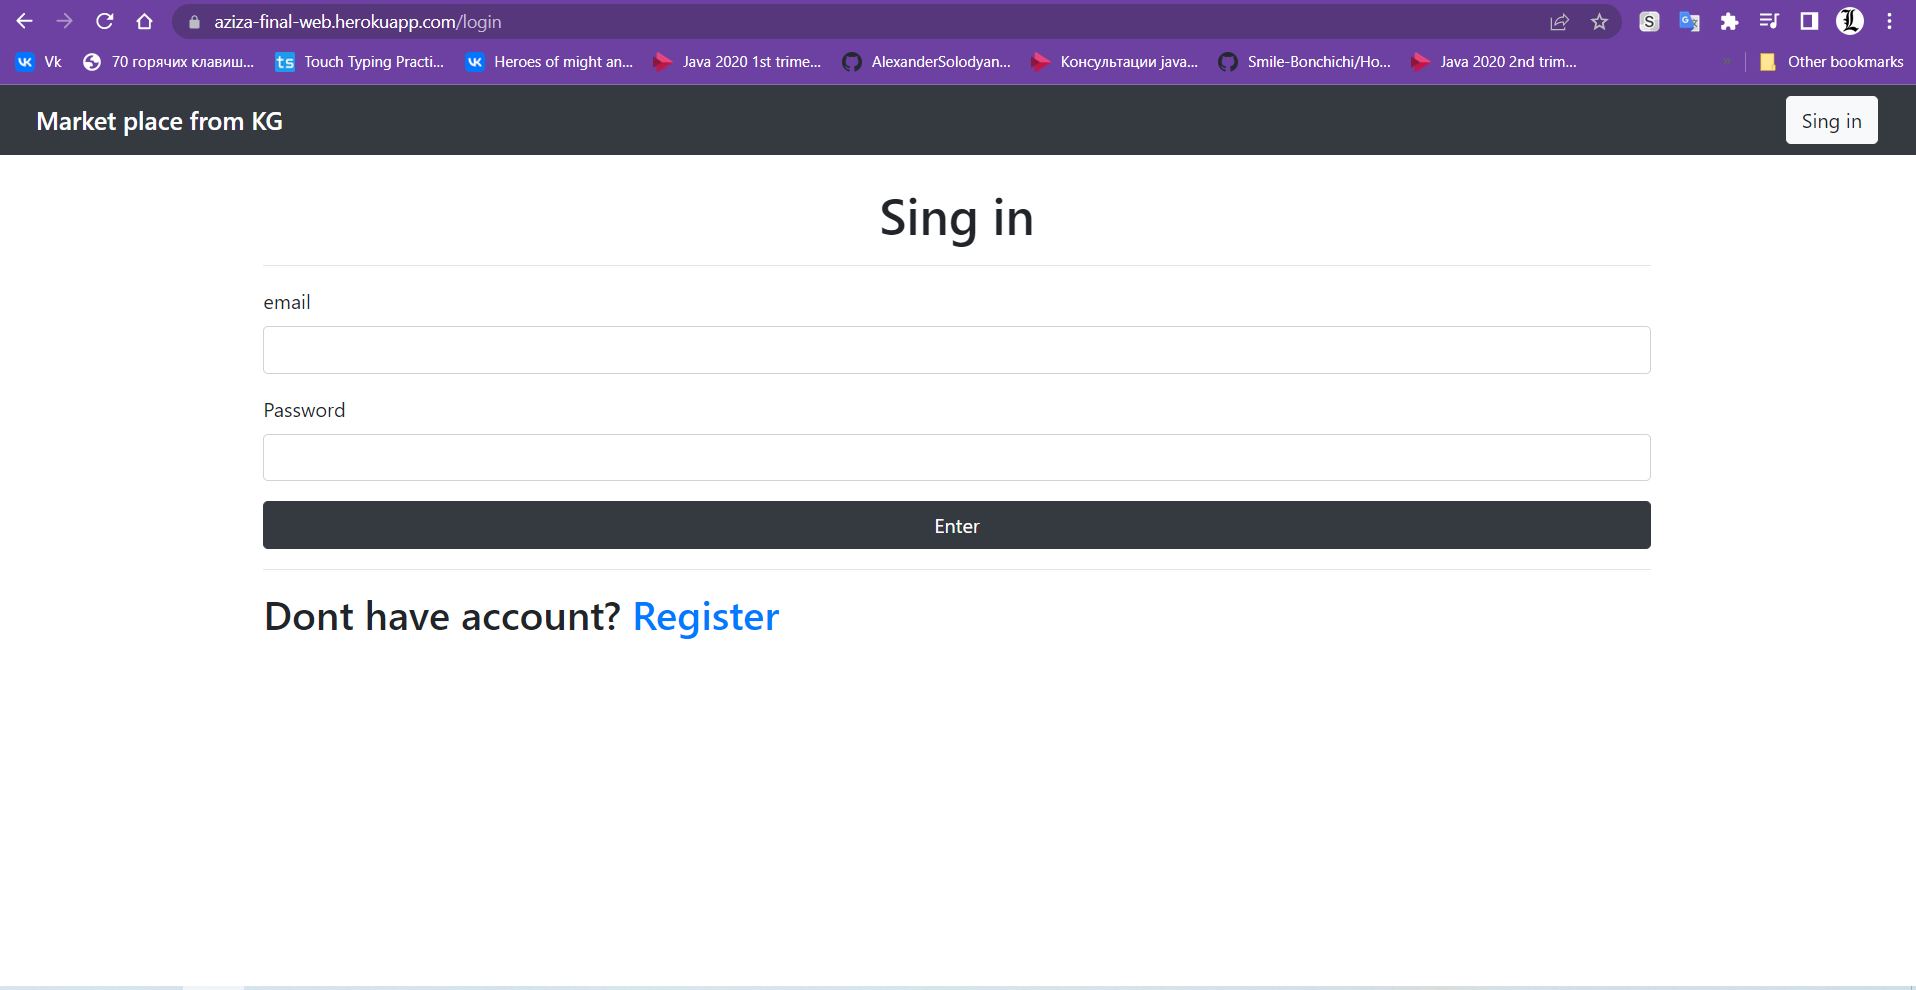 aziza-final-web.herokuapp.com/login
Vk 70 горячих клавиш... ts Touch Typing Practi... Heroes of might an... Java 2020 1st trime... AlexanderSolodyan... Консультации java... Smile-Bonchichi/Ho... Java 2020 2nd trim... Other bookmarks
Market place from KG Sing in
Sing in
email
Password
Enter
Dont have account? Register